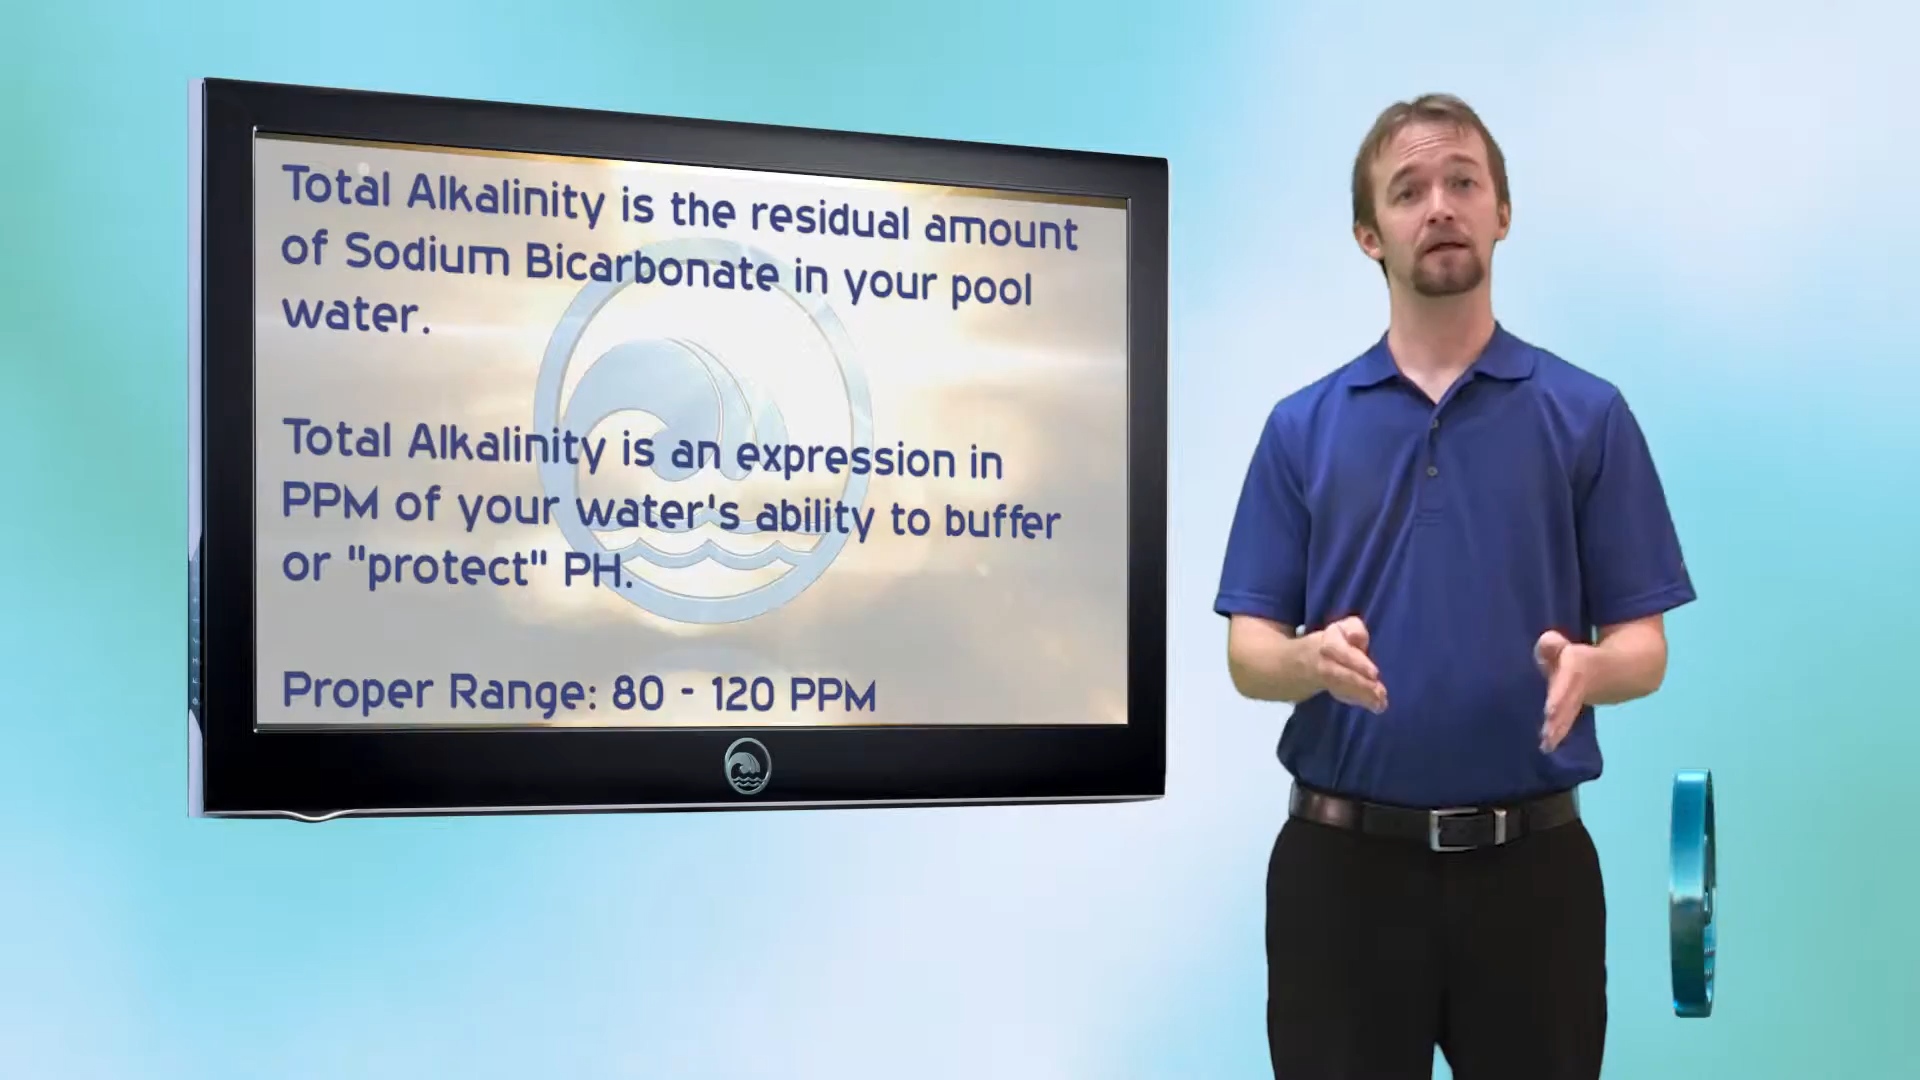 Total Alkalinity is the residual amount
of Sodium Bicarbonate in your pool
water.
Total Alkalinity is an expression in
PPM of your water's ability to buffer
or "protect" PH.
Proper Range: 80 - 120 PPM